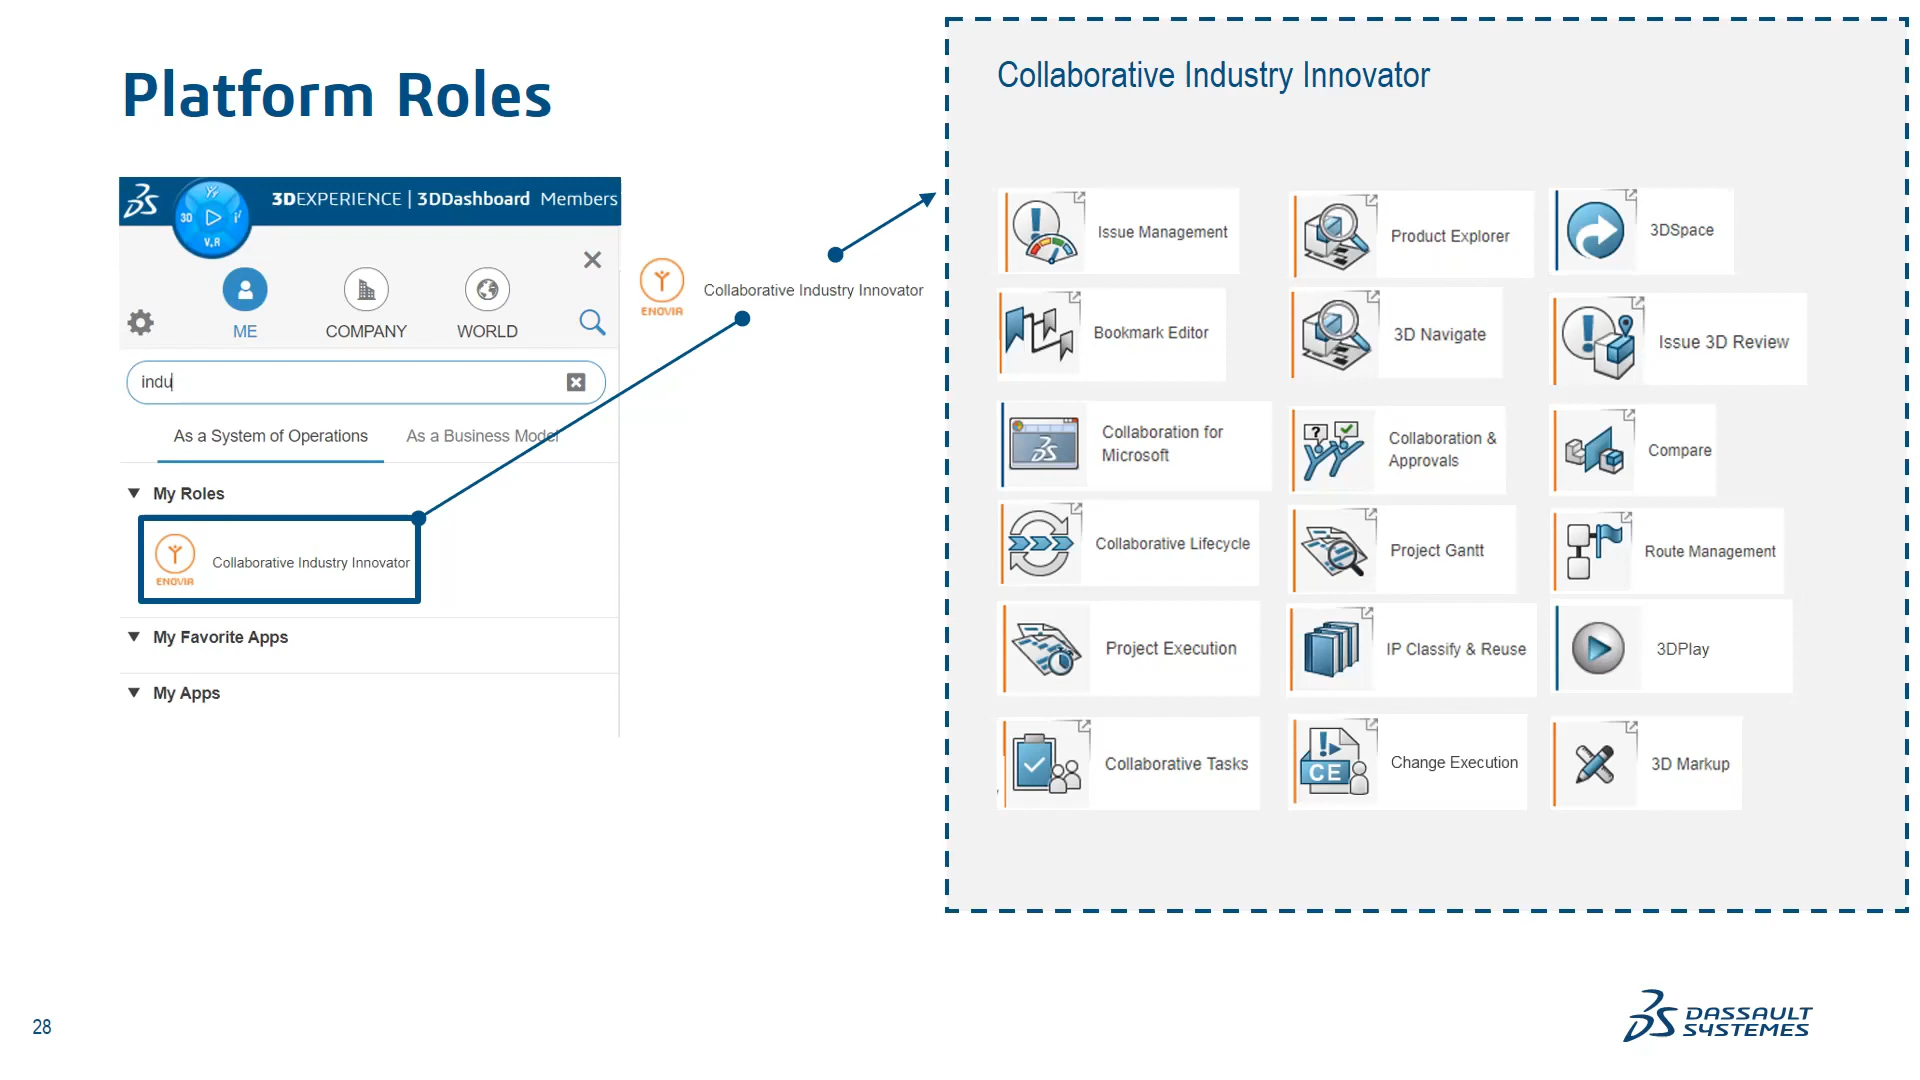 Platform Roles
3DEXPERIENCE | 3DDashboard Members
3D
V,R
ME
COMPANY
WORLD
indu
As a System of Operations
As a Business Model
My Roles
ENOVIA
Collaborative Industry Innovator
My Favorite Apps
My Apps
ENOVIA
Collaborative Industry Innovator
Collaborative Industry Innovator
Issue Management
Product Explorer
3DSpace
Bookmark Editor
3D Navigate
Issue 3D Review
Collaboration for
Microsoft
Collaboration &
Approvals
Compare
Collaborative Lifecycle
Project Gantt
Route Management
Project Execution
IP Classify & Reuse
3DPlay
Collaborative Tasks
CE
Change Execution
3D Markup
28
DASSAULT
SYSTEMES